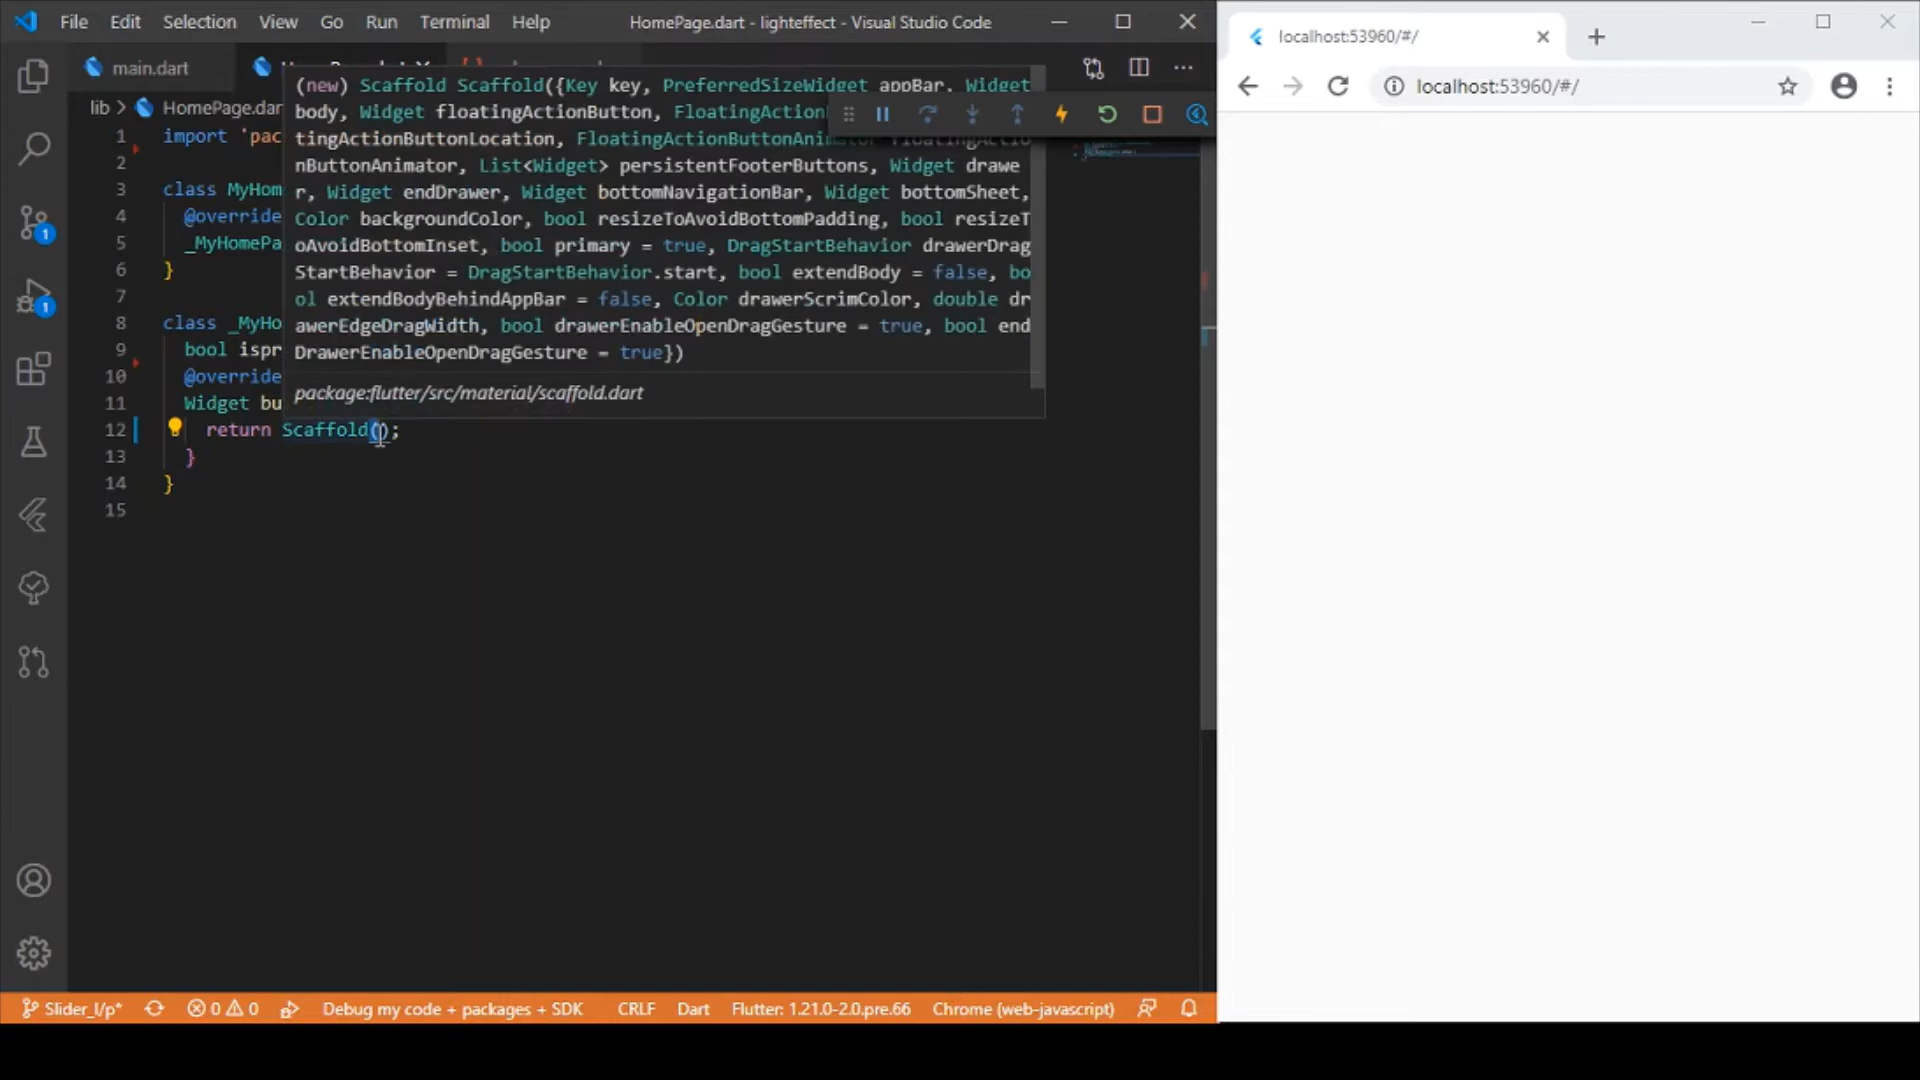 File Edit Selection View Go Run Terminal Help HomePage.dart - lighteffect - Visual Studio Code
localhost:53960/#/
main.dart
localhost:53960/#/
lib > HomePage.dar
(new) Scaffold Scaffold({Key key, PreferredSizeWidget appBar, Widget
body, Widget floatingActionButton, FloatingAction
tingActionButtonLocation, FloatingActionButtonAnimator FloatingActio
nButtonAnimator, List<Widget> persistentFooterButtons, Widget drawe
r, Widget endDrawer, Widget bottomNavigationBar, Widget bottomSheet,
Color backgroundColor, bool resizeToAvoidBottomPadding, bool resizeT
oAvoidBottomInset, bool primary = true, DragStartBehavior drawerDrag
StartBehavior = DragStartBehavior.start, bool extendBody = false, bo
ol extendBodyBehindAppBar = false, Color drawerScrimColor, double dr
awerEdgeDragWidth, bool drawerEnableOpenDragGesture = true, bool end
DrawerEnableOpenDragGesture = true})
package:flutter/src/material/scaffold.dart
1 import 'pac
2
3 class MyHom
4 @override
5 _MyHomePa
6 }
7
8 class _MyHo
9 bool ispr
10 @override
11 Widget bu
12 return Scaffold();
13 }
14 }
15
1
1
Slider_I/p* 0 0 Debug my code + packages + SDK CRLF Dart Flutter: 1.21.0-2.0.pre.66 Chrome (web-javascript)